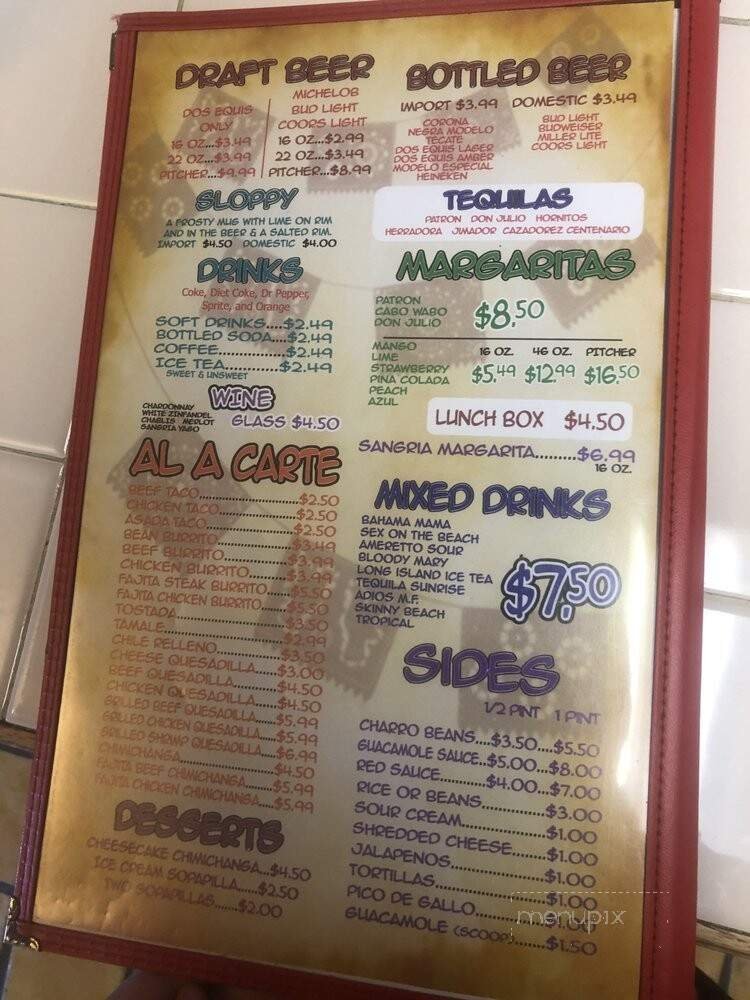 DRAFT BEER
DOS EQUIS
ONLY
16 OZ...$3.49
22 OZ...$3.99
PITCHER...$9.99
MICHELOB
BUD LIGHT
COORS LIGHT
16 OZ...$2.99
22 OZ...$3.49
PITCHER...$8.99
BOTTLED BEER
IMPORT $3.99 DOMESTIC $3.49
CORONA
NEGRA MODELO
TECATE
DOS EQUIS LAGER
DOS EQUIS AMBER
MODELO ESPECIAL
HEINEKEN
BUD LIGHT
BUDWEISER
MILLER LITE
COORS LIGHT
SLOPPY
A FROSTY MUG WITH LIME ON RIM
AND IN THE BEER & A SALTED RIM.
IMPORT $4.50 DOMESTIC $4.00
TEQUILAS
PATRON DON JULIO HORNITOS
HERRADORA JIMADOR CAZADOREZ CENTENARIO
DRINKS
Coke, Diet Coke, Dr Pepper,
Sprite, and Orange
SOFT DRINKS....$2.49
BOTTLED SODA...$2.49
COFFEE............$2.49
ICE TEA...........$2.49
SWEET & UNSWEET
MARGARITAS
PATRON
CABO WABO
DON JULIO
$8.50
MANGO
LIME
STRAWBERRY
PINA COLADA
PEACH
AZUL
16 OZ. 46 OZ. PITCHER
$5.49 $12.99 $16.50
WINE
CHARDONNAY
WHITE ZINFANDEL
CHABLIS MERLOT
SANGRIA YAGO
GLASS $4.50
LUNCH BOX $4.50
SANGRIA MARGARITA.........$6.99
16 OZ.
AL A CARTE
BEEF TACO....................$2.50
CHICKEN TACO...............$2.50
ASADA TACO.................$2.50
BEAN BURRITO...............$3.49
BEEF BURRITO...............$3.99
CHICKEN BURRITO..........$3.99
FAJITA STEAK BURRITO.....$5.50
FAJITA CHICKEN BURRITO....$5.50
TOSTADA......................$3.50
TAMALE........................$2.99
CHILE RELLENO..............$3.50
CHEESE QUESADILLA.....$3.00
BEEF QUESADILLA.........$4.50
CHICKEN QUESADILLA.....$4.50
GRILLED BEEF QUESADILLA....$5.99
GRILLED CHICKEN QUESADILLA....$5.99
GRILLED SHRIMP QUESADILLA....$6.99
CHIMICHANGA................$4.50
FAJITA BEEF CHIMICHANGA.....$5.99
FAJITA CHICKEN CHIMICHANGA....$5.99
MIXED DRINKS
BAHAMA MAMA
SEX ON THE BEACH
AMERETTO SOUR
BLOODY MARY
LONG ISLAND ICE TEA
TEQUILA SUNRISE
ADIOS M.F.
SKINNY BEACH
TROPICAL
$7.50
SIDES
1/2 PINT 1 PINT
CHARRO BEANS....$3.50....$5.50
GUACAMOLE SAUCE..$5.00...$8.00
RED SAUCE..........$4.00...$7.00
RICE OR BEANS...............$3.00
SOUR CREAM..................$1.00
SHREDDED CHEESE.......$1.00
JALAPENOS....................$1.00
TORTILLAS.....................$1.00
PICO DE GALLO..............$1.00
GUACAMOLE (SCOOP).......$1.50
DESSERTS
CHEESECAKE CHIMICHANGA...$4.50
ICE CREAM SOPAPILLA.....$2.50
TWO SOPAPILLAS.......$2.00
menupix